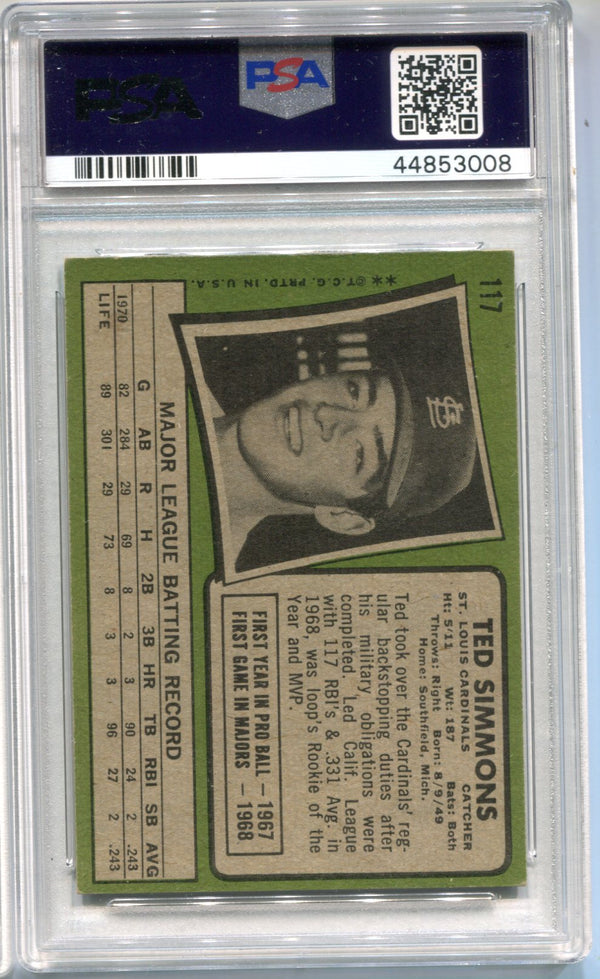 PSA
PSA
44853008
117
** © T.C.G. PRTD. IN U.S.A.
StL
TED SIMMONS
ST. LOUIS CARDINALS CATCHER
Ht: 5/11 Wt: 187 Bats: Both
Throws: Right Born: 8/9/49
Home: Southfield, Mich.
Ted took over the Cardinals' reg-
ular backstopping duties after
his military obligations were
completed. Led Calif. League
with 117 RBI's & .331 Avg. in
1968, was loop's Rookie of the
Year and MVP.
FIRST YEAR IN PRO BALL — 1967
FIRST GAME IN MAJORS — 1968
MAJOR LEAGUE BATTING RECORD
G AB R H 2B 3B HR TB RBI SB AVG
1970 82 284 29 69 8 2 3 90 24 2 .243
LIFE 89 301 29 73 8 3 3 96 27 2 .243